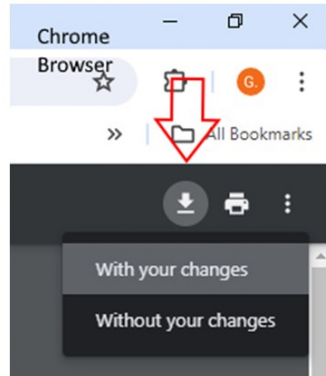 Chrome
Browser
G.
» All Bookmarks
With your changes
Without your changes